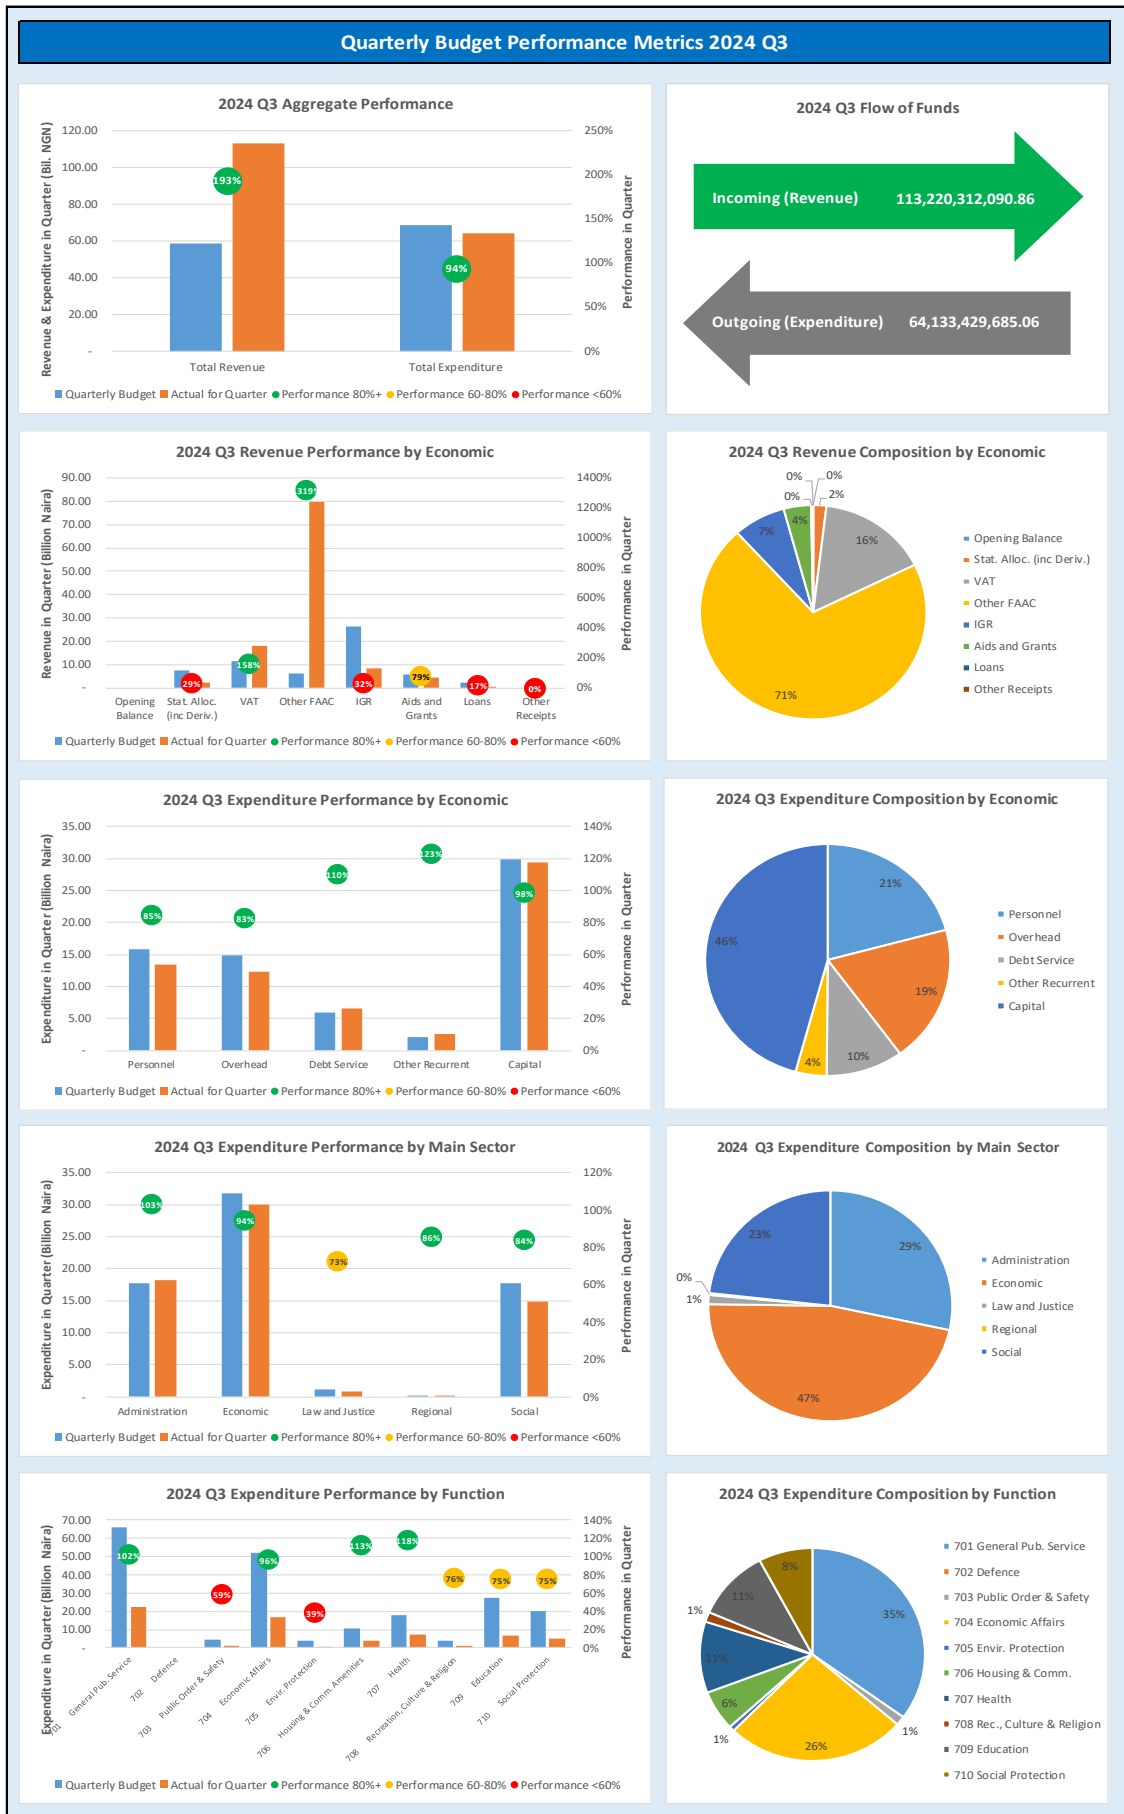 Quarterly Budget Performance Metrics 2024 Q3
2024 Q3 Aggregate Performance
Revenue & Expenditure in Quarter (Bil. NGN)
120.00
100.00
80.00
60.00
40.00
20.00
-
250%
200%
150%
100%
50%
0%
Performance in Quarter
193%
94%
Total Revenue
Total Expenditure
Quarterly Budget Actual for Quarter Performance 80%+ Performance 60-80% Performance <60%
2024 Q3 Flow of Funds
Incoming (Revenue) 113,220,312,090.86
Outgoing (Expenditure) 64,133,429,685.06
2024 Q3 Revenue Performance by Economic
Revenue in Quarter (Billion Naira)
90.00
80.00
70.00
60.00
50.00
40.00
30.00
20.00
10.00
-
1400%
1200%
1000%
800%
600%
400%
200%
0%
Performance in Quarter
29%
158%
319%
32%
79%
17%
0%
Opening Balance
Stat. Alloc. (inc Deriv.)
VAT
Other FAAC
IGR
Aids and Grants
Loans
Other Receipts
Quarterly Budget Actual for Quarter Performance 80%+ Performance 60-80% Performance <60%
2024 Q3 Revenue Composition by Economic
0%
0%
0%
2%
4%
7%
16%
71%
Opening Balance
Stat. Alloc. (inc Deriv.)
VAT
Other FAAC
IGR
Aids and Grants
Loans
Other Receipts
2024 Q3 Expenditure Performance by Economic
Expenditure in Quarter (Billion Naira)
35.00
30.00
25.00
20.00
15.00
10.00
5.00
-
140%
120%
100%
80%
60%
40%
20%
0%
Performance in Quarter
85%
83%
110%
123%
98%
Personnel
Overhead
Debt Service
Other Recurrent
Capital
Quarterly Budget Actual for Quarter Performance 80%+ Performance 60-80% Performance <60%
2024 Q3 Expenditure Composition by Economic
21%
46%
19%
10%
4%
Personnel
Overhead
Debt Service
Other Recurrent
Capital
2024 Q3 Expenditure Performance by Main Sector
Expenditure in Quarter (Billion Naira)
35.00
30.00
25.00
20.00
15.00
10.00
5.00
-
120%
100%
80%
60%
40%
20%
0%
Performance in Quarter
103%
94%
73%
86%
84%
Administration
Economic
Law and Justice
Regional
Social
Quarterly Budget Actual for Quarter Performance 80%+ Performance 60-80% Performance <60%
2024 Q3 Expenditure Composition by Main Sector
23%
29%
0%
1%
47%
Administration
Economic
Law and Justice
Regional
Social
2024 Q3 Expenditure Performance by Function
Expenditure in Quarter (Billion Naira)
70.00
60.00
50.00
40.00
30.00
20.00
10.00
-
140%
120%
100%
80%
60%
40%
20%
0%
Performance in Quarter
102%
59%
96%
39%
113%
118%
76%
75%
75%
701 General Pub. Service
702 Defence
703 Public Order & Safety
704 Economic Affairs
705 Envir. Protection
706 Housing & Comm. Amenities
707 Health
708 Recreation, Culture & Religion
709 Education
710 Social Protection
Quarterly Budget Actual for Quarter Performance 80%+ Performance 60-80% Performance <60%
2024 Q3 Expenditure Composition by Function
8%
11%
35%
1%
11%
6%
1%
26%
1%
701 General Pub. Service
702 Defence
703 Public Order & Safety
704 Economic Affairs
705 Envir. Protection
706 Housing & Comm.
707 Health
708 Rec., Culture & Religion
709 Education
710 Social Protection